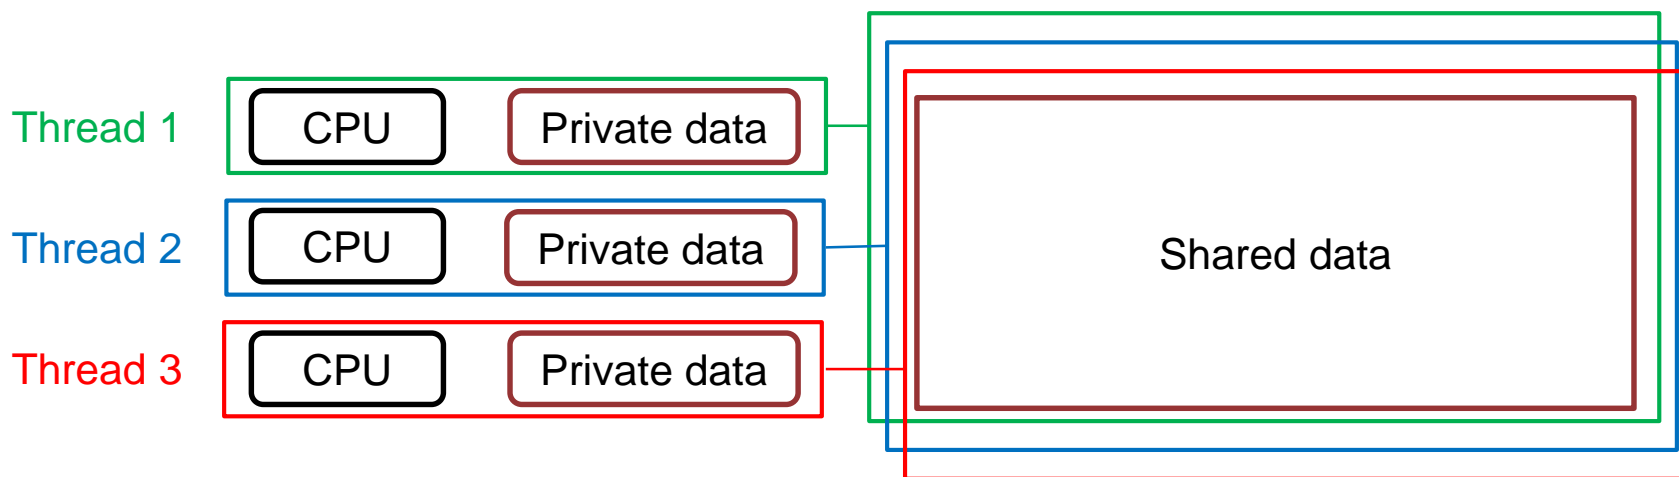 Thread 1 CPU Private data
Thread 2 CPU Private data
Shared data
Thread 3 CPU Private data